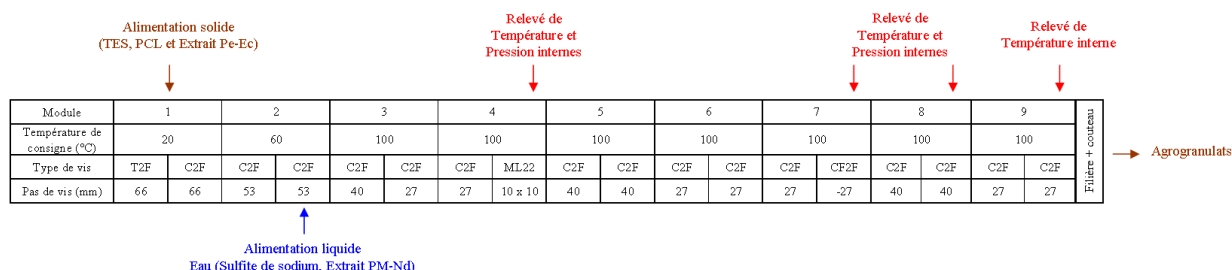 Alimentation solide
(TES, PCL et Extrait Pe-Ec)
Relevé de
Température et
Pression internes
Relevé de
Température et
Pression internes
Relevé de
Température interne
Module 1 2 3 4 5 6 7 8 9
Température de
consigne (°C) 20 60 100 100 100 100 100 100 100
Type de vis T2F C2F C2F C2F C2F C2F C2F ML22 C2F C2F C2F C2F C2F CF2F C2F C2F C2F C2F
Pas de vis (mm) 66 66 53 53 40 27 27 10 x 10 40 40 27 27 27 -27 40 40 27 27
Filière + couteau
Agrogranulats
Alimentation liquide
Eau (Sulfite de sodium, Extrait PM-Nd)